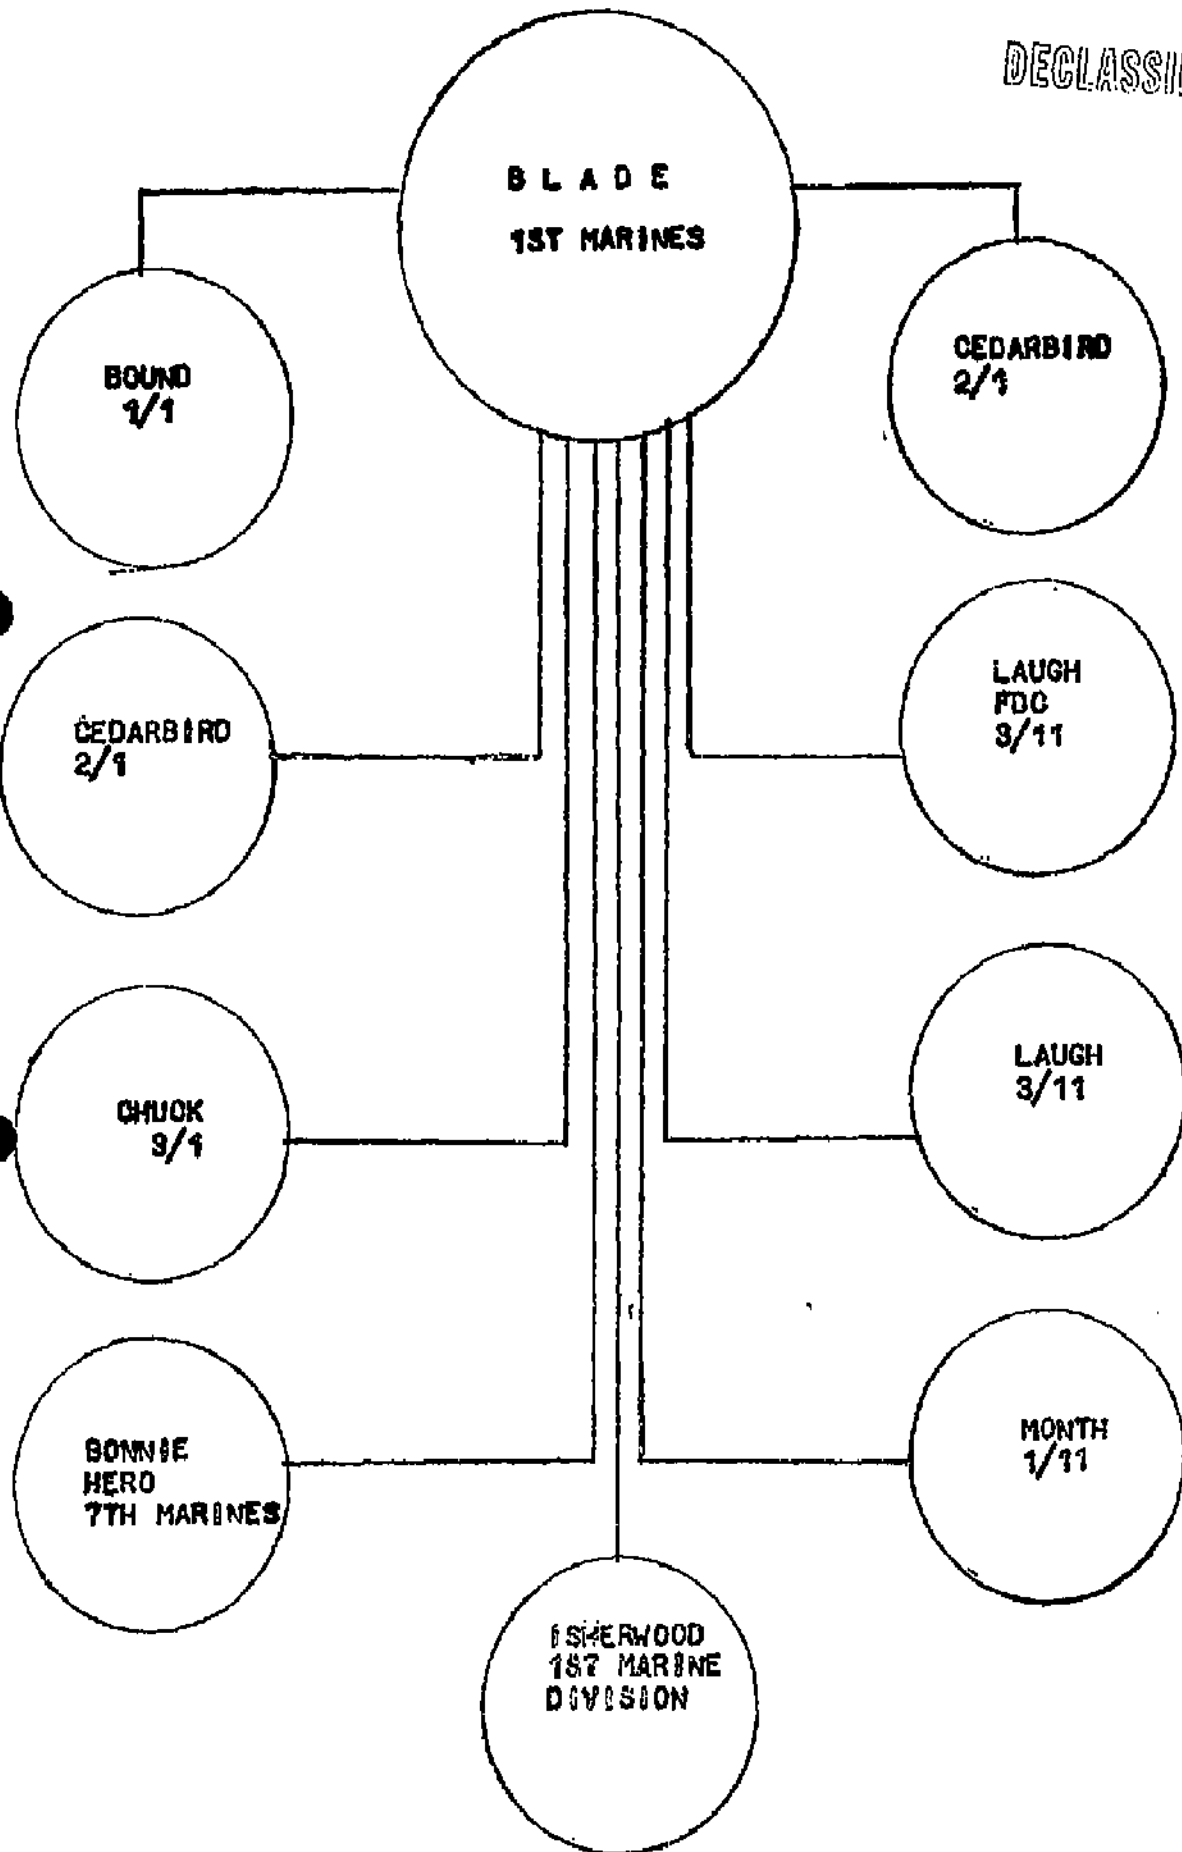 DECLASSI
B L A D E
1ST MARINES
BOUND
1/1
CEDARBIRD
2/1
CEDARBIRD
2/1
LAUGH
FDC
3/11
CHUCK
3/1
LAUGH
3/11
BONNIE
HERO
7TH MARINES
MONTH
1/11
ISHERWOOD
1ST MARINE
DIVISION